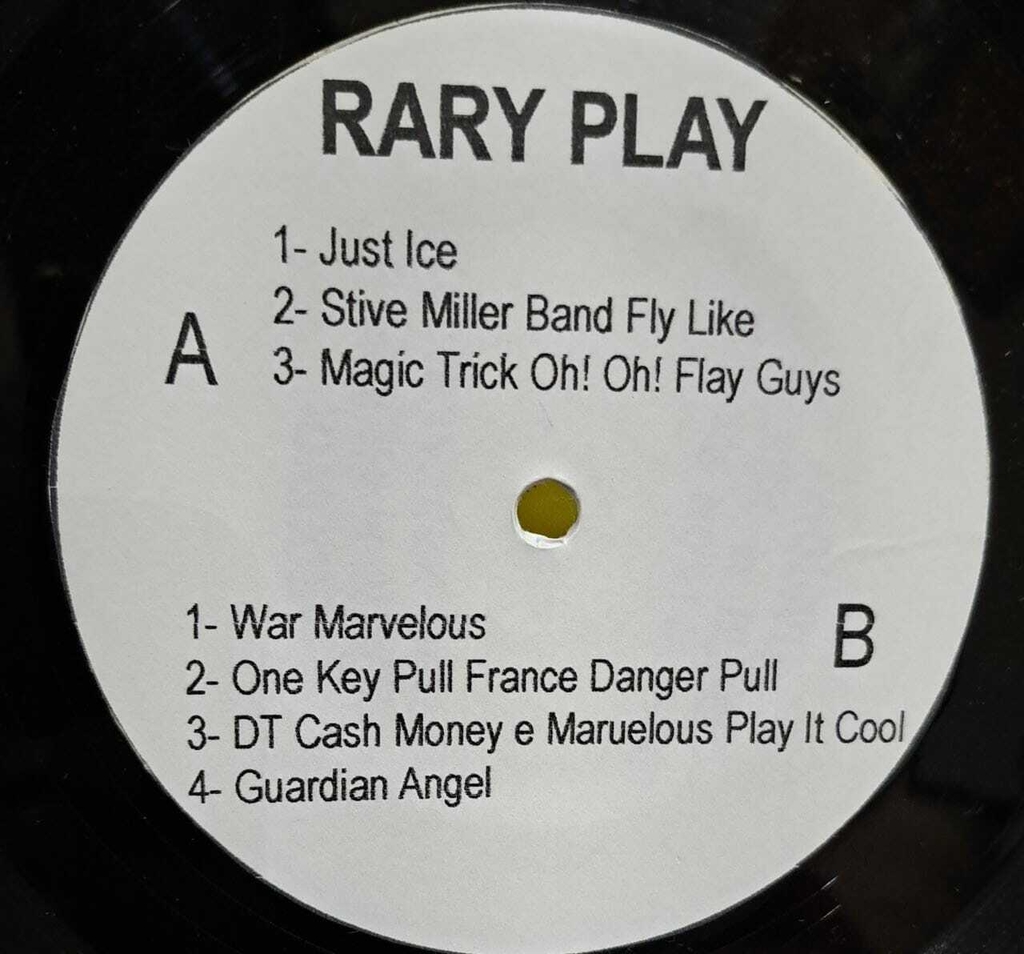 RARY PLAY
1- Just Ice
2- Stive Miller Band Fly Like
3- Magic Trick Oh! Oh! Flay Guys
A
1- War Marvelous
B
2- One Key Pull France Danger Pull
3- DT Cash Money e Maruelous Play It Cool
4- Guardian Angel